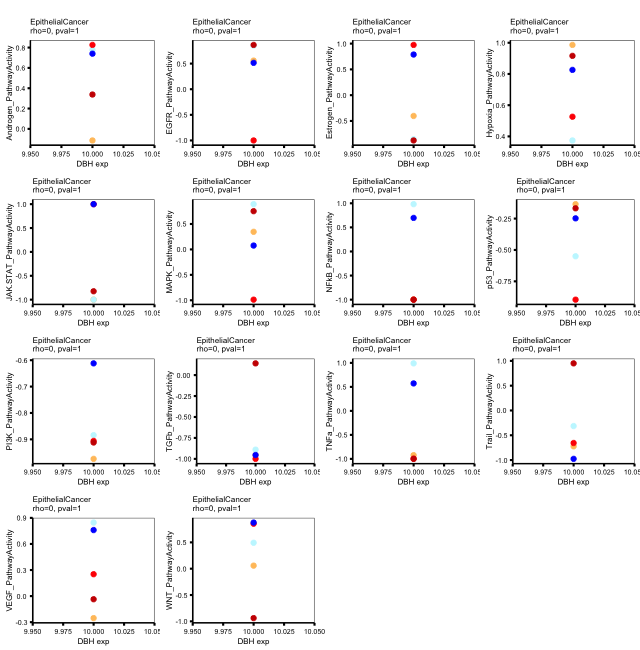 EpithelialCancer
rho=0, pval=1
Androgen_PathwayActivity
0.8
0.6
0.4
0.2
0.0
9.950
9.975
10.000
10.025
10.05
DBH exp
EpithelialCancer
rho=0, pval=1
EGFR_PathwayActivity
0.5
0.0
-0.5
-1.0
9.950
9.975
10.000
10.025
10.05
DBH exp
EpithelialCancer
rho=0, pval=1
Estrogen_PathwayActivity
1.0
0.5
0.0
-0.5
9.950
9.975
10.000
10.025
10.05
DBH exp
EpithelialCancer
rho=0, pval=1
Hypoxia_PathwayActivity
1.0
0.8
0.6
0.4
9.950
9.975
10.000
10.025
10.05
DBH exp
EpithelialCancer
rho=0, pval=1
JAK.STAT_PathwayActivity
1.0
0.5
0.0
-0.5
-1.0
9.950
9.975
10.000
10.025
10.05
DBH exp
EpithelialCancer
rho=0, pval=1
MAPK_PathwayActivity
0.5
0.0
-0.5
-1.0
9.950
9.975
10.000
10.025
10.05
DBH exp
EpithelialCancer
rho=0, pval=1
NFkB_PathwayActivity
1.0
0.5
0.0
-0.5
-1.0
9.950
9.975
10.000
10.025
10.05
DBH exp
EpithelialCancer
rho=0, pval=1
p53_PathwayActivity
-0.25
-0.50
-0.75
9.950
9.975
10.000
10.025
10.05
DBH exp
EpithelialCancer
rho=0, pval=1
PI3K_PathwayActivity
-0.6
-0.7
-0.8
-0.9
9.950
9.975
10.000
10.025
10.05
DBH exp
EpithelialCancer
rho=0, pval=1
TGFb_PathwayActivity
0.00
-0.25
-0.50
-0.75
-1.00
9.950
9.975
10.000
10.025
10.05
DBH exp
EpithelialCancer
rho=0, pval=1
TNFa_PathwayActivity
1.0
0.5
0.0
-0.5
-1.0
9.950
9.975
10.000
10.025
10.05
DBH exp
EpithelialCancer
rho=0, pval=1
Trail_PathwayActivity
1.0
0.5
0.0
-0.5
-1.0
9.950
9.975
10.000
10.025
10.05
DBH exp
EpithelialCancer
rho=0, pval=1
VEGF_PathwayActivity
0.9
0.6
0.3
0.0
-0.3
9.950
9.975
10.000
10.025
10.05
DBH exp
EpithelialCancer
rho=0, pval=1
WNT_PathwayActivity
1.0
0.5
0.0
-0.5
-1.0
9.950
9.975
10.000
10.025
10.050
DBH exp